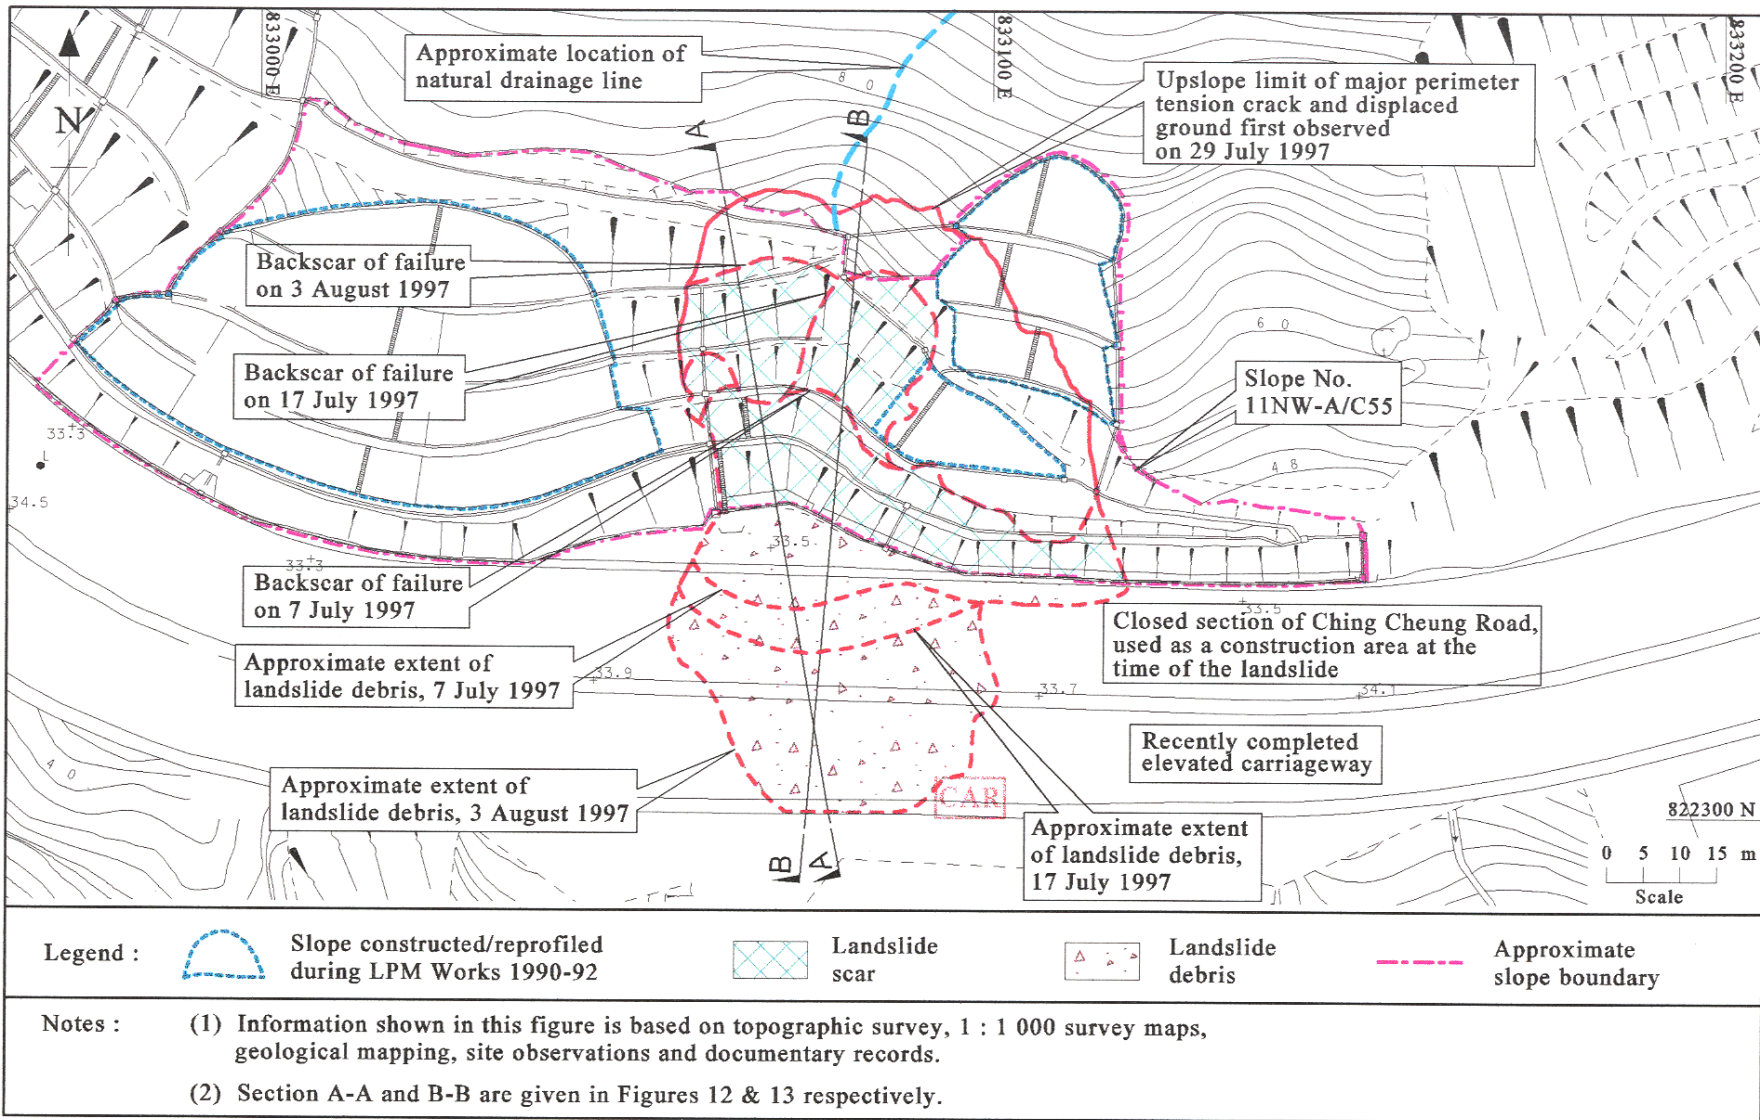 833000 E
833100 E
833200 E
Approximate location of
natural drainage line
80
Upslope limit of major perimeter
tension crack and displaced
ground first observed
on 29 July 1997
N
A
B
Backscar of failure
on 3 August 1997
60
Backscar of failure
on 17 July 1997
Slope No.
11NW-A/C55
33.3
L
48
34.5
33.5
33.3
Backscar of failure
on 7 July 1997
33.5
Closed section of Ching Cheung Road,
used as a construction area at the
time of the landslide
Approximate extent of
landslide debris, 7 July 1997
33.9
33.7
34.1
Recently completed
elevated carriageway
40
Approximate extent of
landslide debris, 3 August 1997
CAR
822300 N
Approximate extent
of landslide debris,
17 July 1997
B
A
0 5 10 15 m
Scale
Legend :
Slope constructed/reprofiled
during LPM Works 1990-92
Landslide
scar
Landslide
debris
Approximate
slope boundary
Notes :
(1) Information shown in this figure is based on topographic survey, 1 : 1 000 survey maps,
geological mapping, site observations and documentary records.
(2) Section A-A and B-B are given in Figures 12 & 13 respectively.